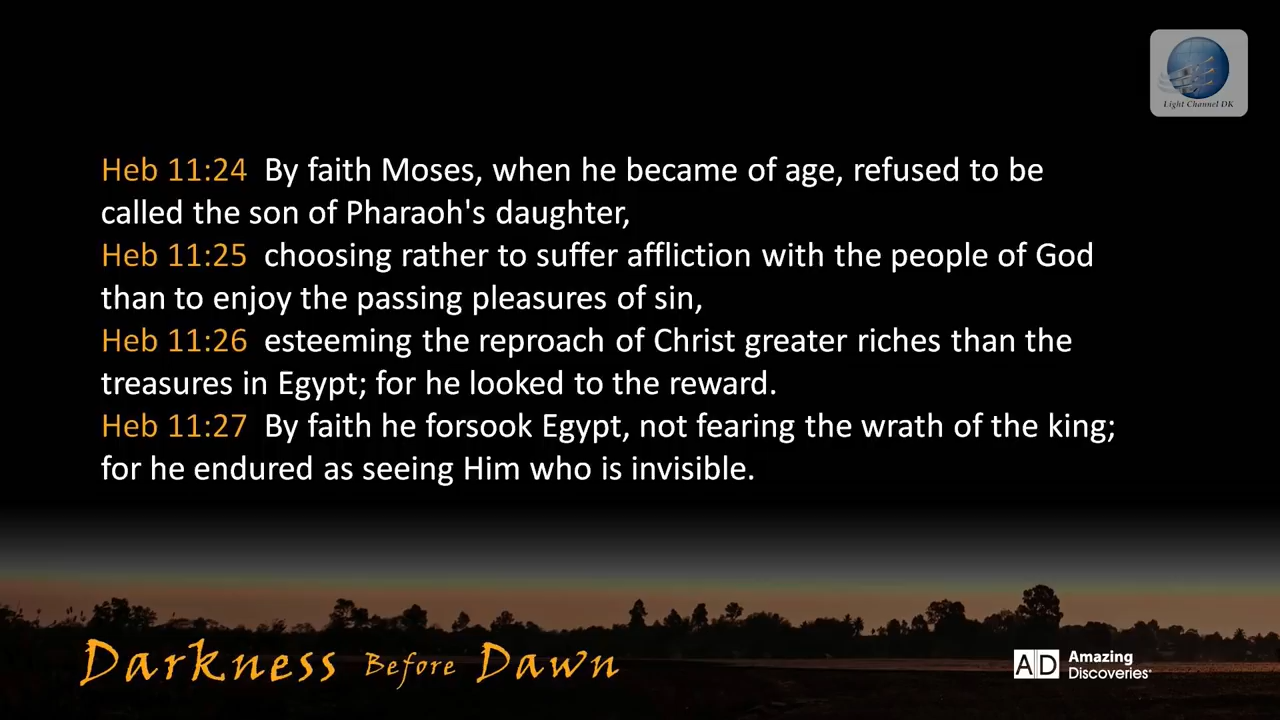 Light Channel DK
Heb 11:24 By faith Moses, when he became of age, refused to be
called the son of Pharaoh's daughter,
Heb 11:25 choosing rather to suffer affliction with the people of God
than to enjoy the passing pleasures of sin,
Heb 11:26 esteeming the reproach of Christ greater riches than the
treasures in Egypt; for he looked to the reward.
Heb 11:27 By faith he forsook Egypt, not fearing the wrath of the king;
for he endured as seeing Him who is invisible.
Darkness Before Dawn
AD Amazing
Discoveries